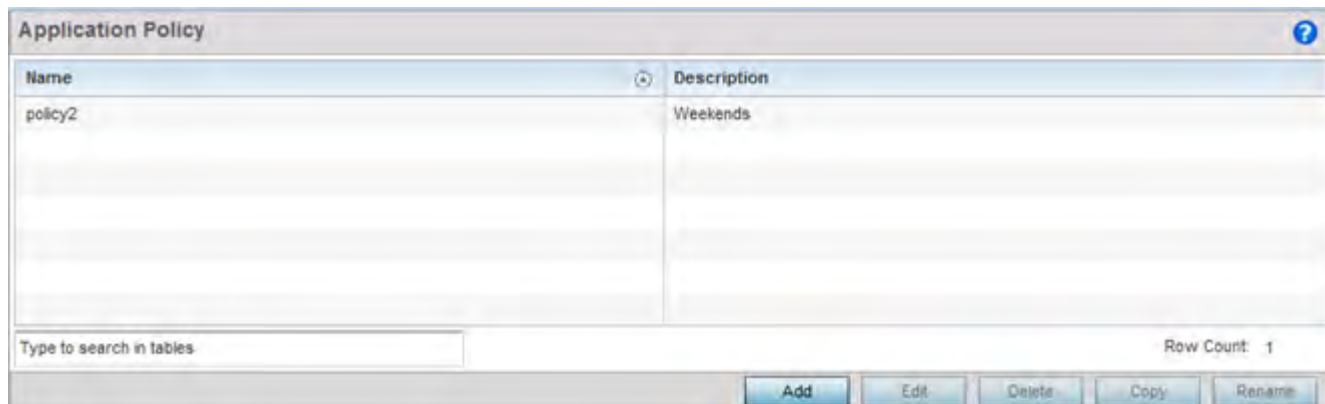 Application Policy
?
Name Description
policy2 Weekends
Type to search in tables Row Count: 1
Add Edit Delete Copy Rename